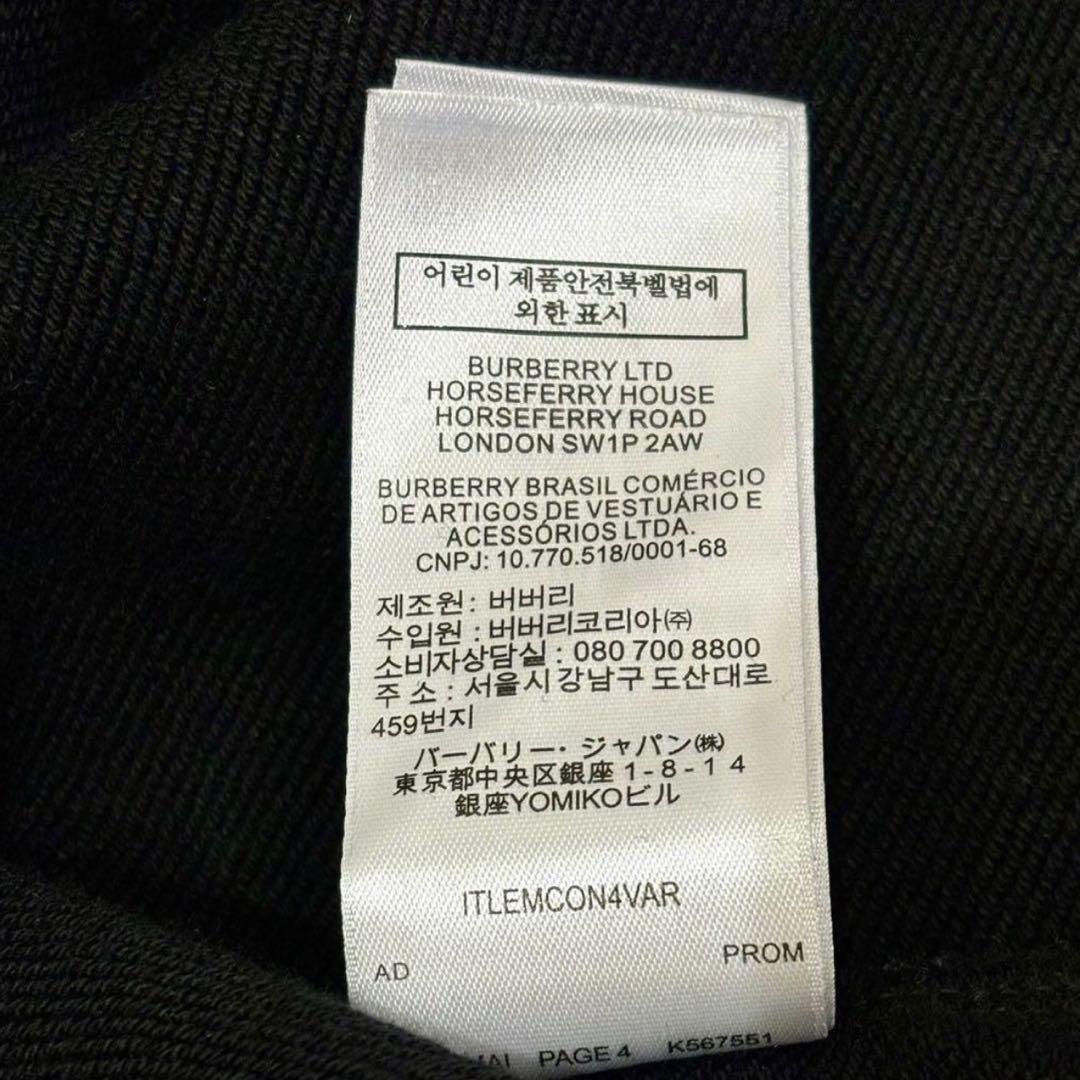 어린이 제품안전북벨법에
외한 표시
BURBERRY LTD
HORSEFERRY HOUSE
HORSEFERRY ROAD
LONDON SW1P 2AW
BURBERRY BRASIL COMÉRCIO
DE ARTIGOS DE VESTUÁRIO E
ACESSÓRIOS LTDA.
CNPJ: 10.770.518/0001-68
제조원: 버버리
수입원 : 버버리코리아㈜
소비자상담실 : 080 700 8800
주 소 : 서울시강남구 도산대로
459번지
バーバリー・ジャパン㈱
東京都中央区銀座 1-8-14
銀座YOMIKOビル
ITLEMCON4VAR
AD PROM
PAGE 4 K567551